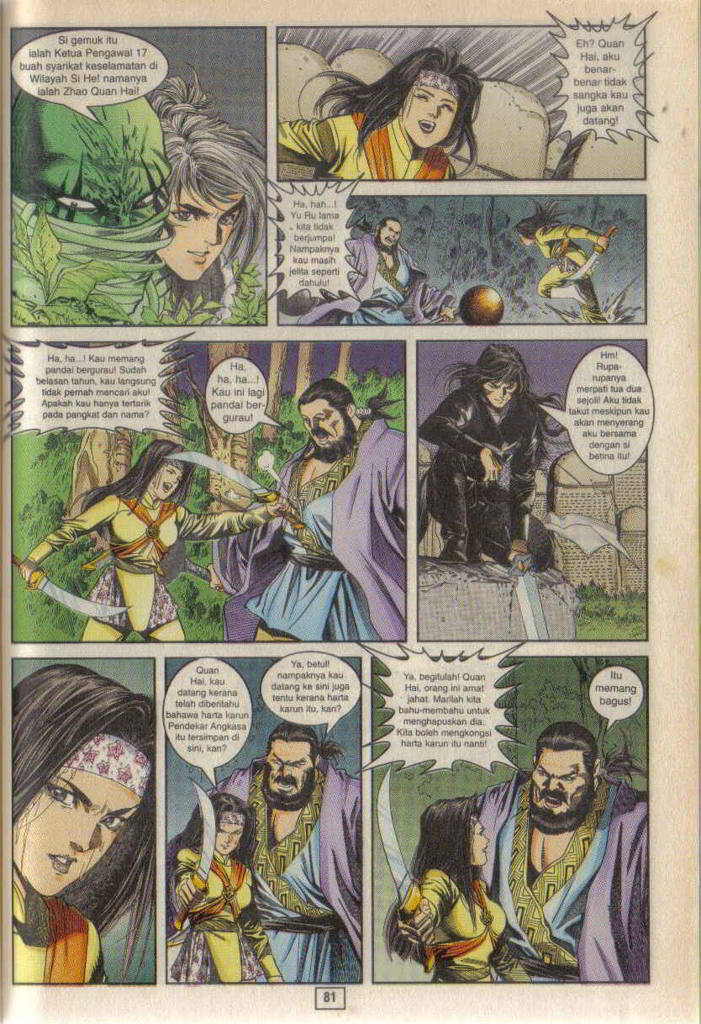 Si gemuk itu
ialah Ketua Pengawal 17
buah syarikat keselamatan di
Wilayah Si He! namanya
ialah Zhao Quan Hai!
Eh? Quan
Hai, aku
benar-
benar tidak
sangka kau
juga akan
datang!
Ha, hah...!
Yu Ru lama
kita tidak
berjumpa!
Nampaknya
kau masih
jelita seperti
dahulu!
Ha, ha...! Kau memang
pandai bergurau! Sudah
belasan tahun, kau langsung
tidak pernah mencari aku!
Apakah kau hanya tertarik
pada pangkat dan nama?
Ha,
ha, ha...!
Kau ini lagi
pandai ber-
gurau!
Hm!
Rupa-
rupanya
merpati tua dua
sejoli! Aku tidak
takut meskipun kau
akan menyerang
aku bersama
dengan si
betina itu!
Quan
Hai, kau
datang kerana
telah diberitahu
bahawa harta karun
Pendekar Angkasa
itu tersimpan di
sini, kan?
Ya, betul!
nampaknya kau
datang ke sini juga
tentu kerana harta
karun itu, kan?
Ya, begitulah! Quan
Hai, orang ini amat
jahat. Marilah kita
bahu-membahu untuk
menghapuskan dia.
Kita boleh mengkongsi
harta karun itu nanti!
Itu
memang
bagus!
81